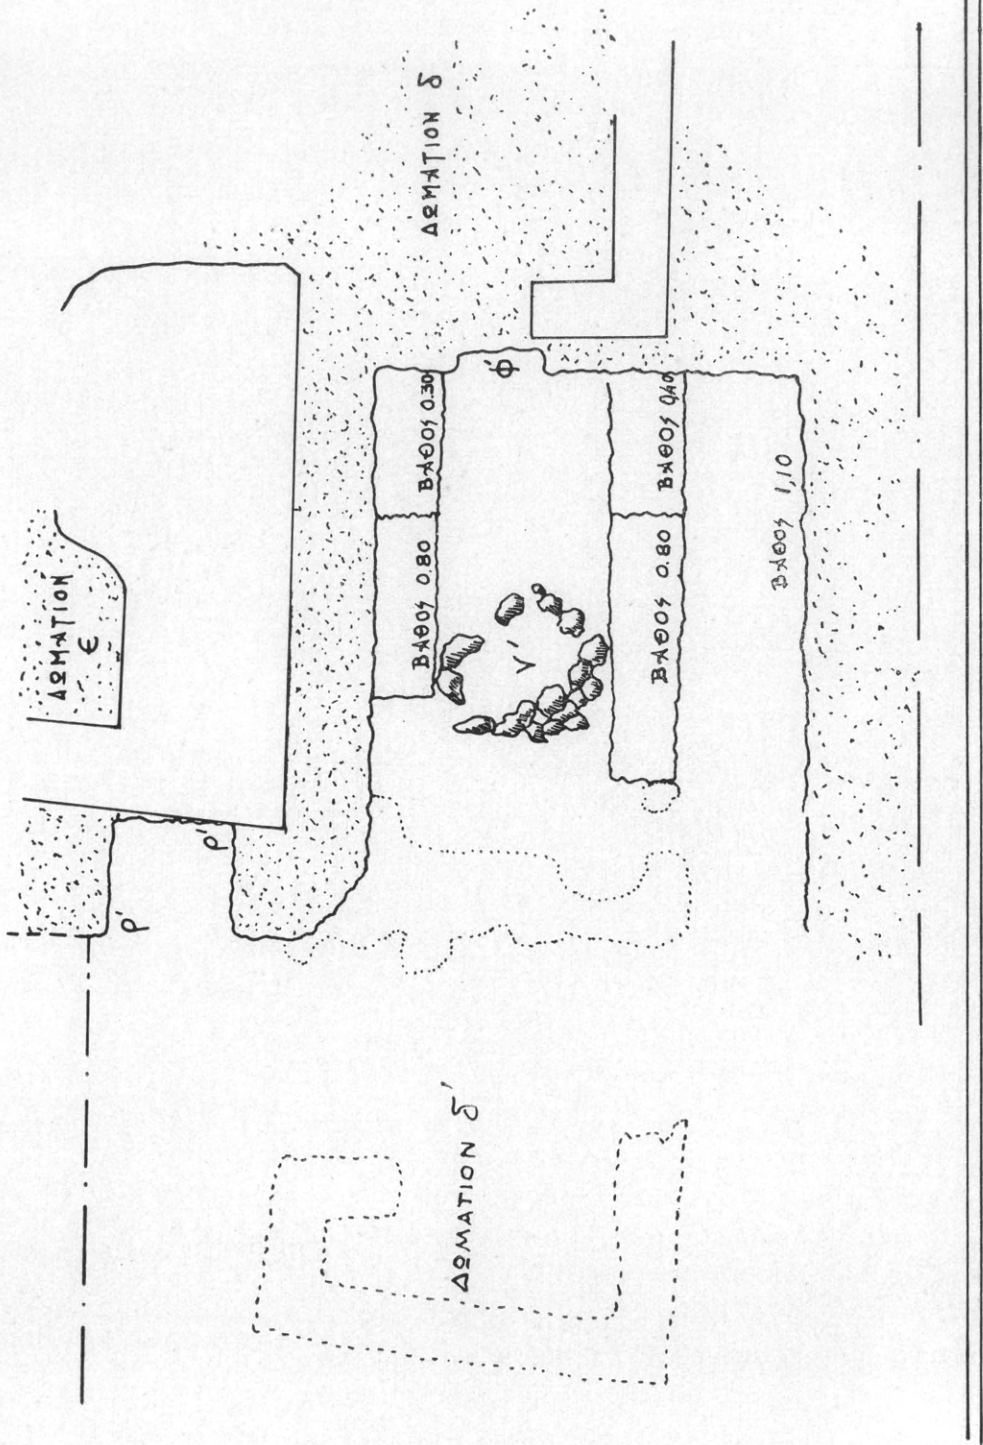 ΔΩΜΑΤΙΟΝ δ
ΔΩΜΑΤΙΟΝ
Ε
φ'
ΒΑΘΟς 0.30
ΒΑΘΟς 0,40
ΒΑΘΟς 0.80
ΒΑΘΟς 0.80
ΒΑΘΟς 1,10
ν'
ρ'
ρ'
ΔΩΜΑΤΙΟΝ δ'